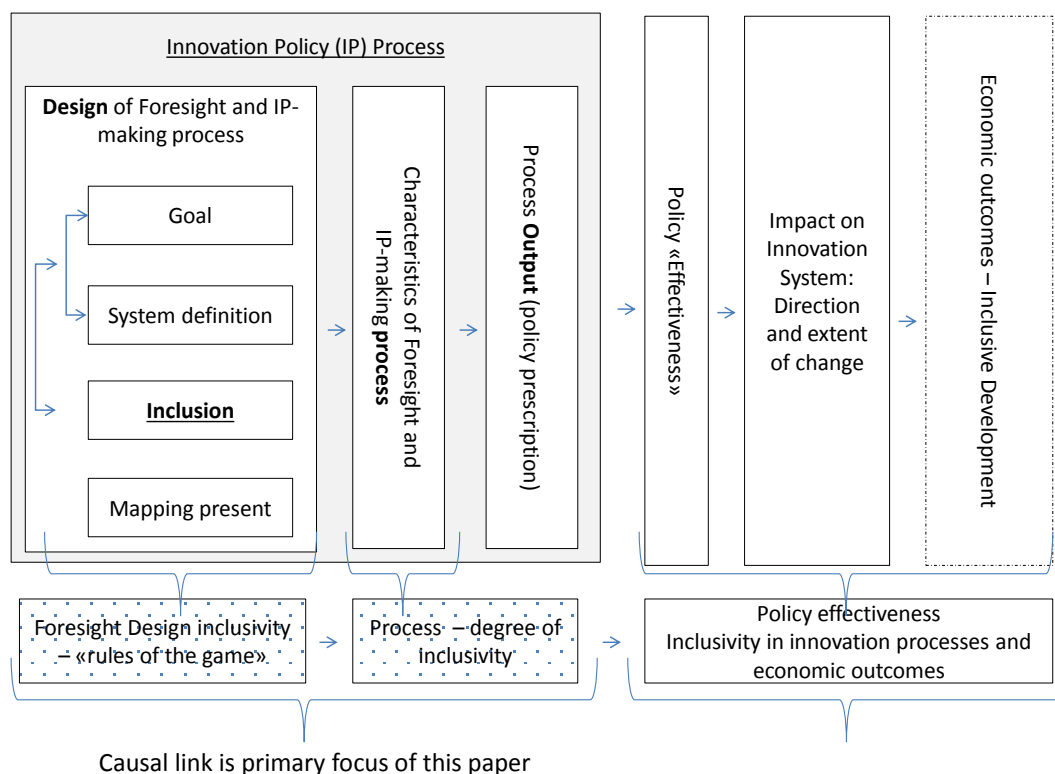 Innovation Policy (IP) Process
Design of Foresight and IP-
making process
Goal
System definition
Inclusion
Mapping present
Characteristics of Foresight and
IP-making process
Process Output (policy prescription)
Policy «Effectiveness»
Impact on
Innovation
System:
Direction
and extent
of change
Economic outcomes – Inclusive Development
Foresight Design inclusivity
– «rules of the game»
Process – degree of
inclusivity
Policy effectiveness
Inclusivity in innovation processes and
economic outcomes
Causal link is primary focus of this paper